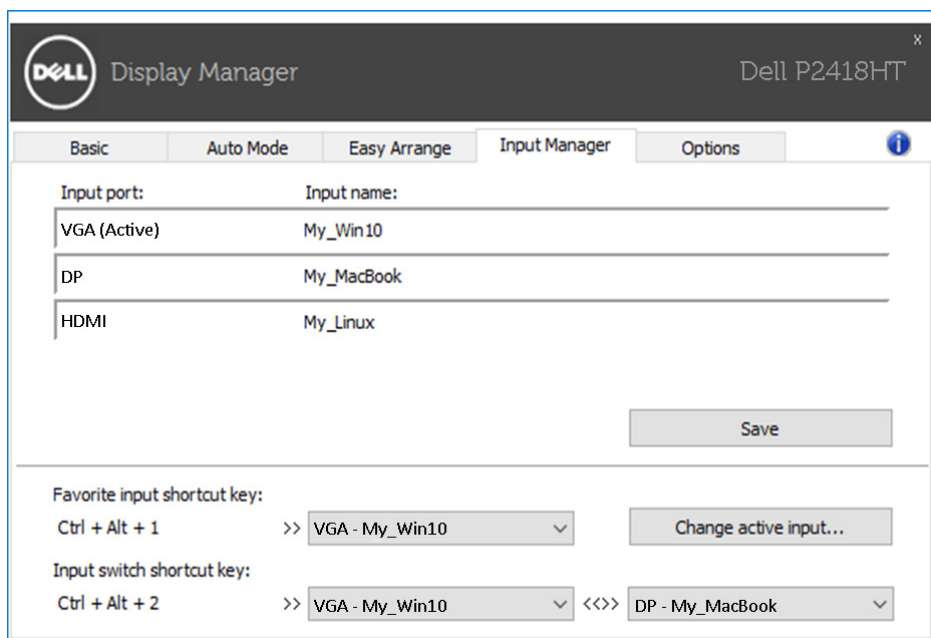 x
DELL Display Manager Dell P2418HT
Basic Auto Mode Easy Arrange Input Manager Options i
Input port: Input name:
VGA (Active) My_Win10
DP My_MacBook
HDMI My_Linux
Save
Favorite input shortcut key:
Ctrl + Alt + 1 >> VGA - My_Win10 Change active input...
Input switch shortcut key:
Ctrl + Alt + 2 >> VGA - My_Win10 <<>> DP - My_MacBook